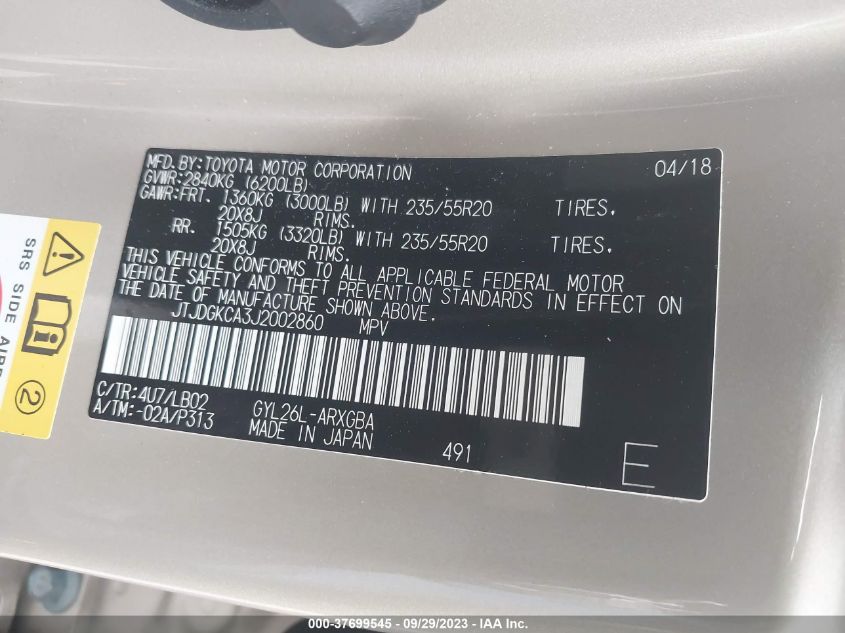 MFD.BY:TOYOTA MOTOR CORPORATION 04/18
GVWR:2840KG (6200LB)
GAWR:FRT. 1360KG (3000LB) WITH 235/55R20 TIRES.
20X8J RIMS.
RR. 1505KG (3320LB) WITH 235/55R20 TIRES.
20X8J RIMS.
THIS VEHICLE CONFORMS TO ALL APPLICABLE FEDERAL MOTOR
VEHICLE SAFETY AND THEFT PREVENTION STANDARDS IN EFFECT ON
THE DATE OF MANUFACTURE SHOWN ABOVE.
JTJDGKCA3J2002860 MPV
C/TR:4U7/LB02 GYL26L-ARXGBA
A/TM:-02A/P313 MADE IN JAPAN 491
E
SRS SIDE
2
000-37699545 - 09/29/2023 - IAA Inc.